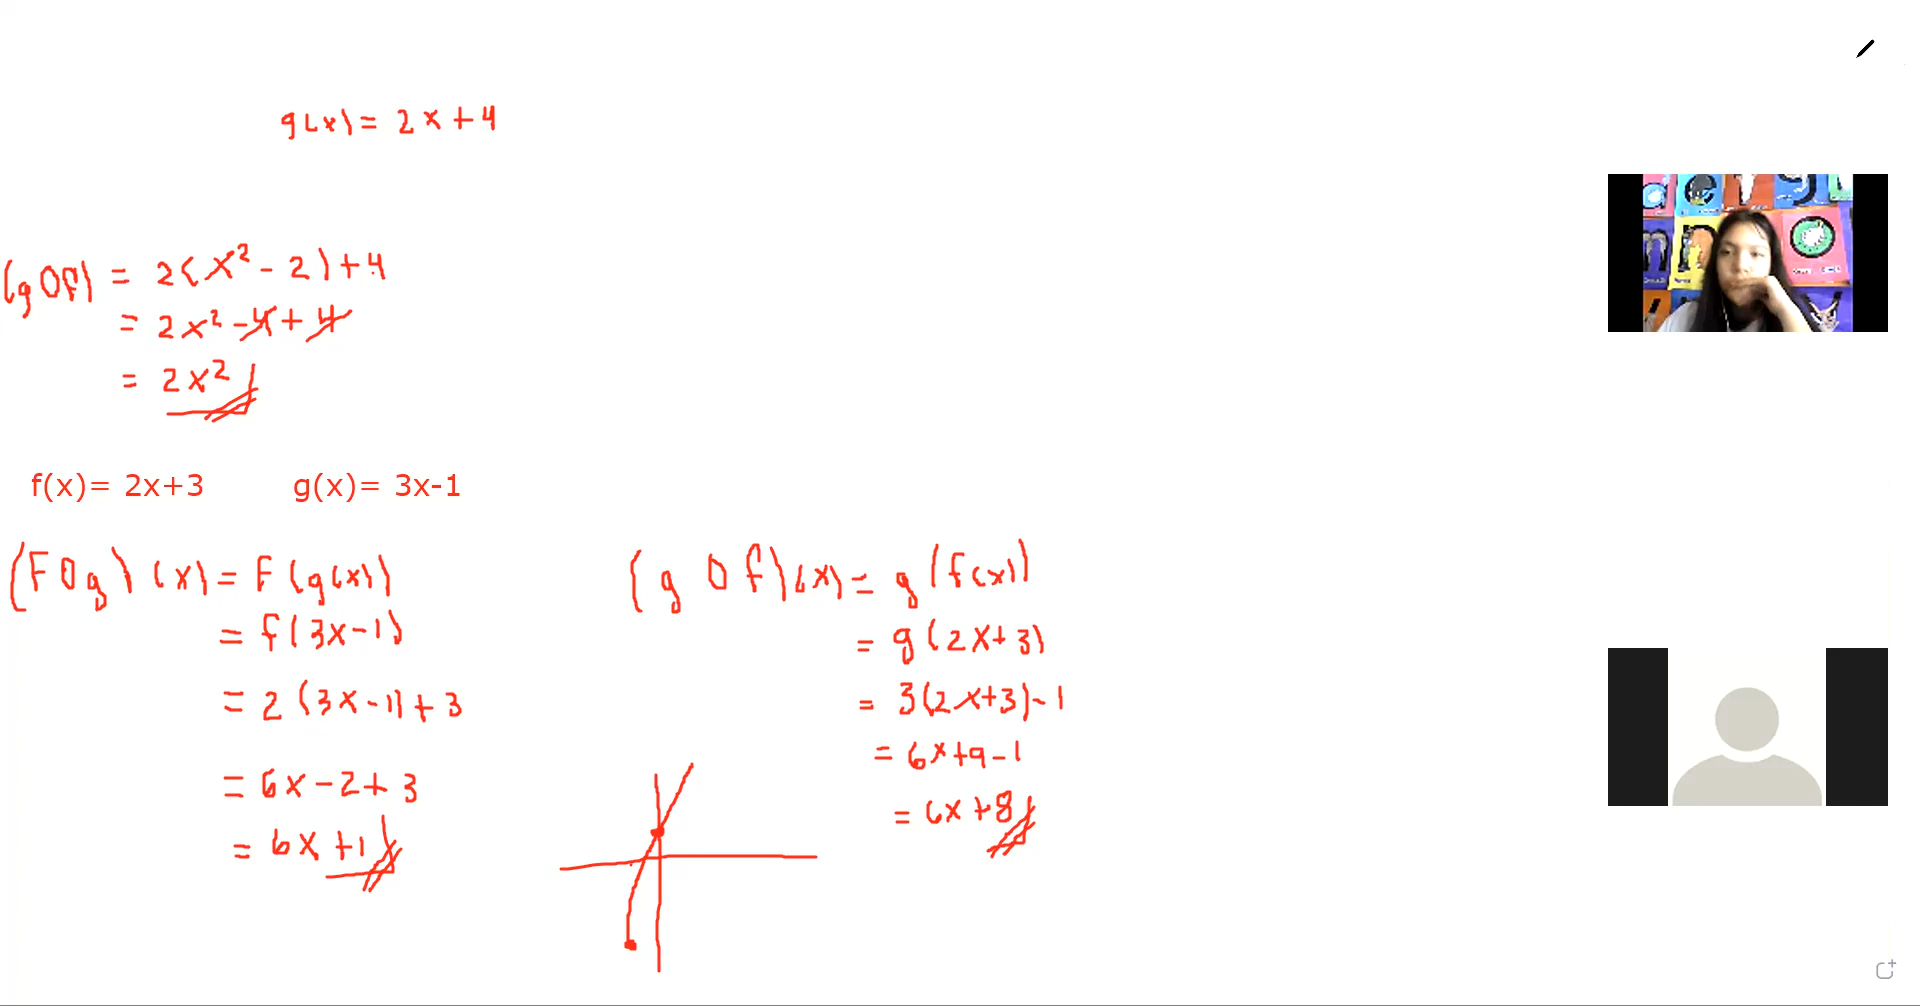 g(x) = 2x + 4
(g O f) = 2(x² - 2) + 4
= 2x² - 4 + 4
= 2x²
f(x)= 2x+3 g(x)= 3x-1
(F O g)(x) = F(g(x))
= f(3x-1)
= 2(3x-1)+3
= 6x-2+3
= 6x+1
(g O f)(x) = g(f(x))
= g(2x+3)
= 3(2x+3)-1
= 6x+9-1
= 6x+8